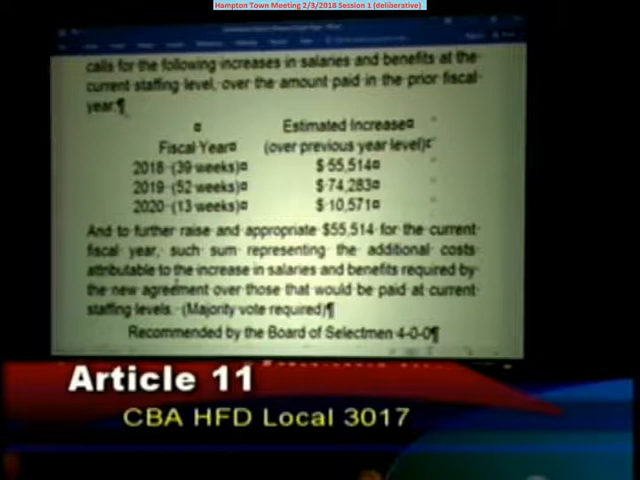 Hampton Town Meeting 2/3/2018 Session 1 (deliberative)
calls for the following increases in salaries and benefits at the
current staffing level, over the amount paid in the prior fiscal
year¶
Estimated Increase¤
Fiscal Year¤ (over previous year level)¤
2018 (39 weeks)¤ $ 55,514¤
2019 (52 weeks)¤ $ 74,283¤
2020 (13 weeks)¤ $ 10,571¤
And to further raise and appropriate $55,514 for the current
fiscal year, such sum representing the additional costs
attributable to the increase in salaries and benefits required by
the new agreement over those that would be paid at current
staffing levels. (Majority vote required)¶
Recommended by the Board of Selectmen 4-0-0¶
Article 11
CBA HFD Local 3017